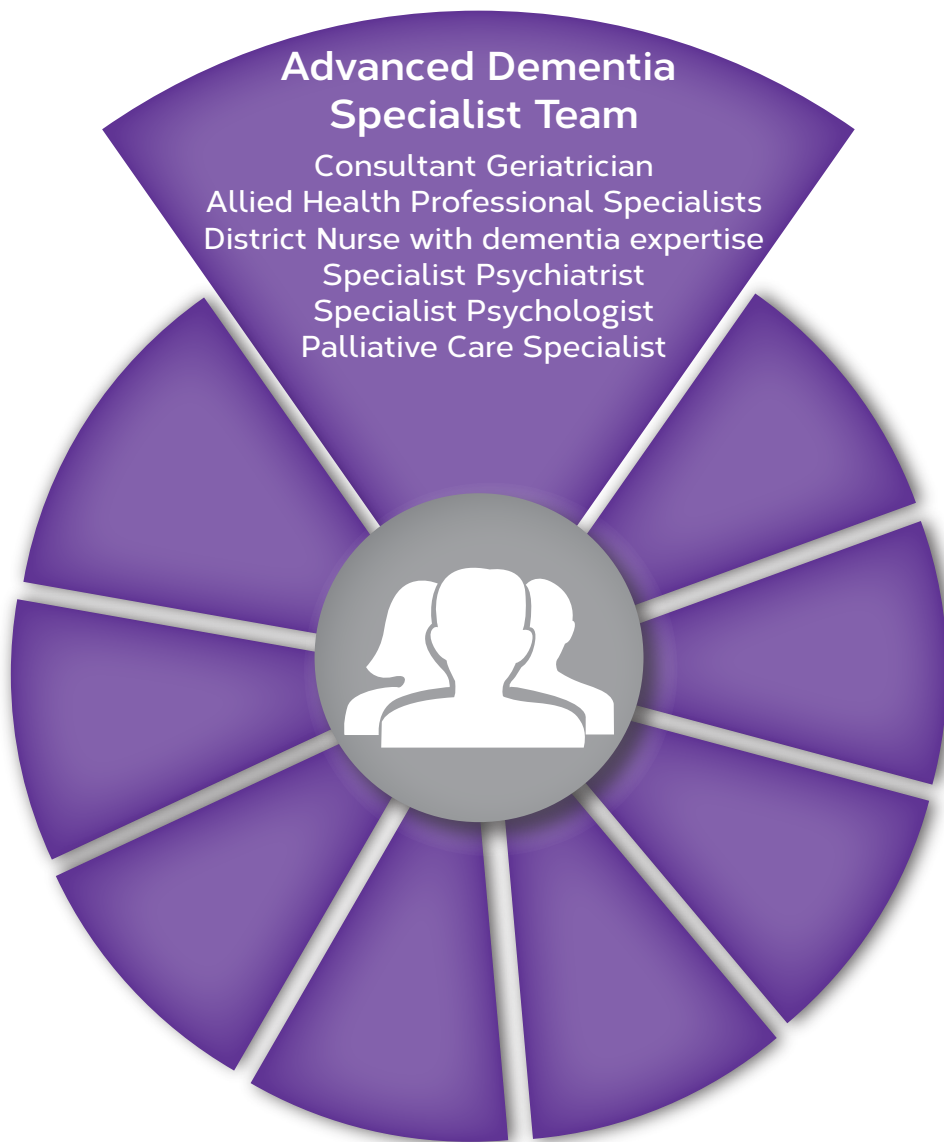 Advanced Dementia
Specialist Team
Consultant Geriatrician
Allied Health Professional Specialists
District Nurse with dementia expertise
Specialist Psychiatrist
Specialist Psychologist
Palliative Care Specialist